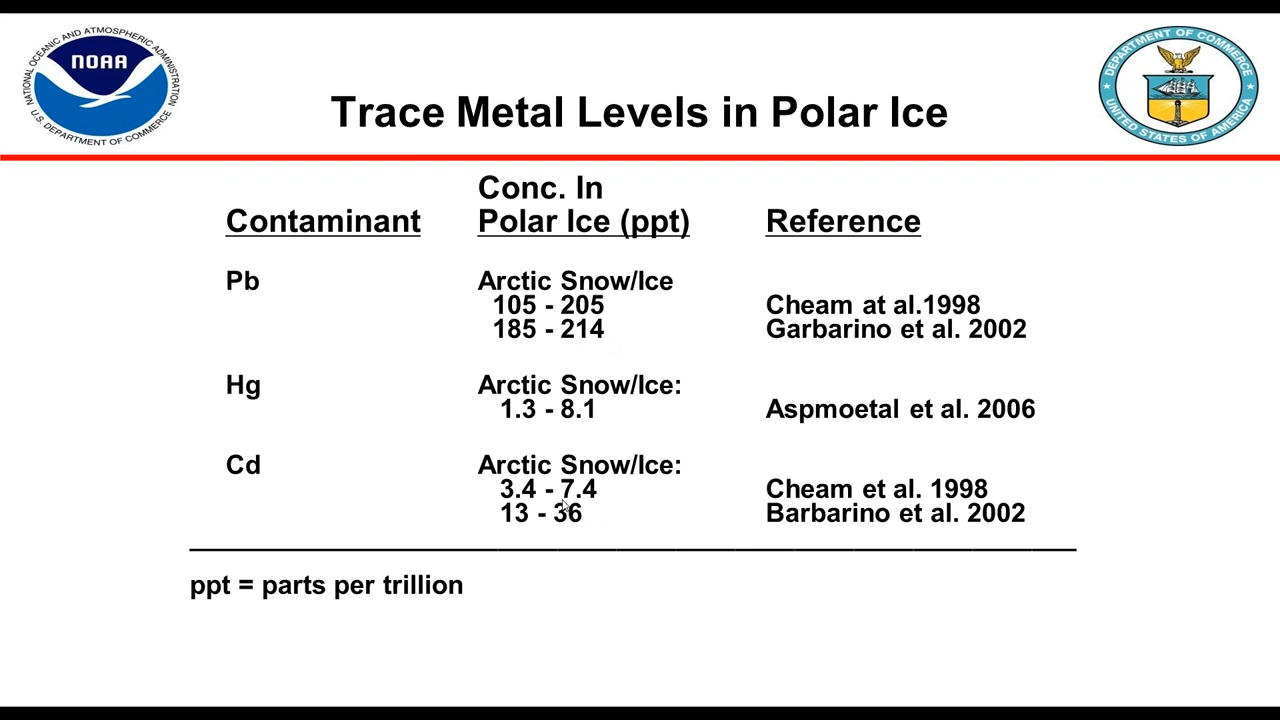 NATIONAL OCEANIC AND ATMOSPHERIC ADMINISTRATION
NOAA
U.S. DEPARTMENT OF COMMERCE
DEPARTMENT OF COMMERCE
UNITED STATES OF AMERICA
Trace Metal Levels in Polar Ice
Conc. In
Contaminant Polar Ice (ppt) Reference
Pb Arctic Snow/Ice
105 - 205 Cheam at al.1998
185 - 214 Garbarino et al. 2002
Hg Arctic Snow/Ice:
1.3 - 8.1 Aspmoetal et al. 2006
Cd Arctic Snow/Ice:
3.4 - 7.4 Cheam et al. 1998
13 - 36 Barbarino et al. 2002
ppt = parts per trillion